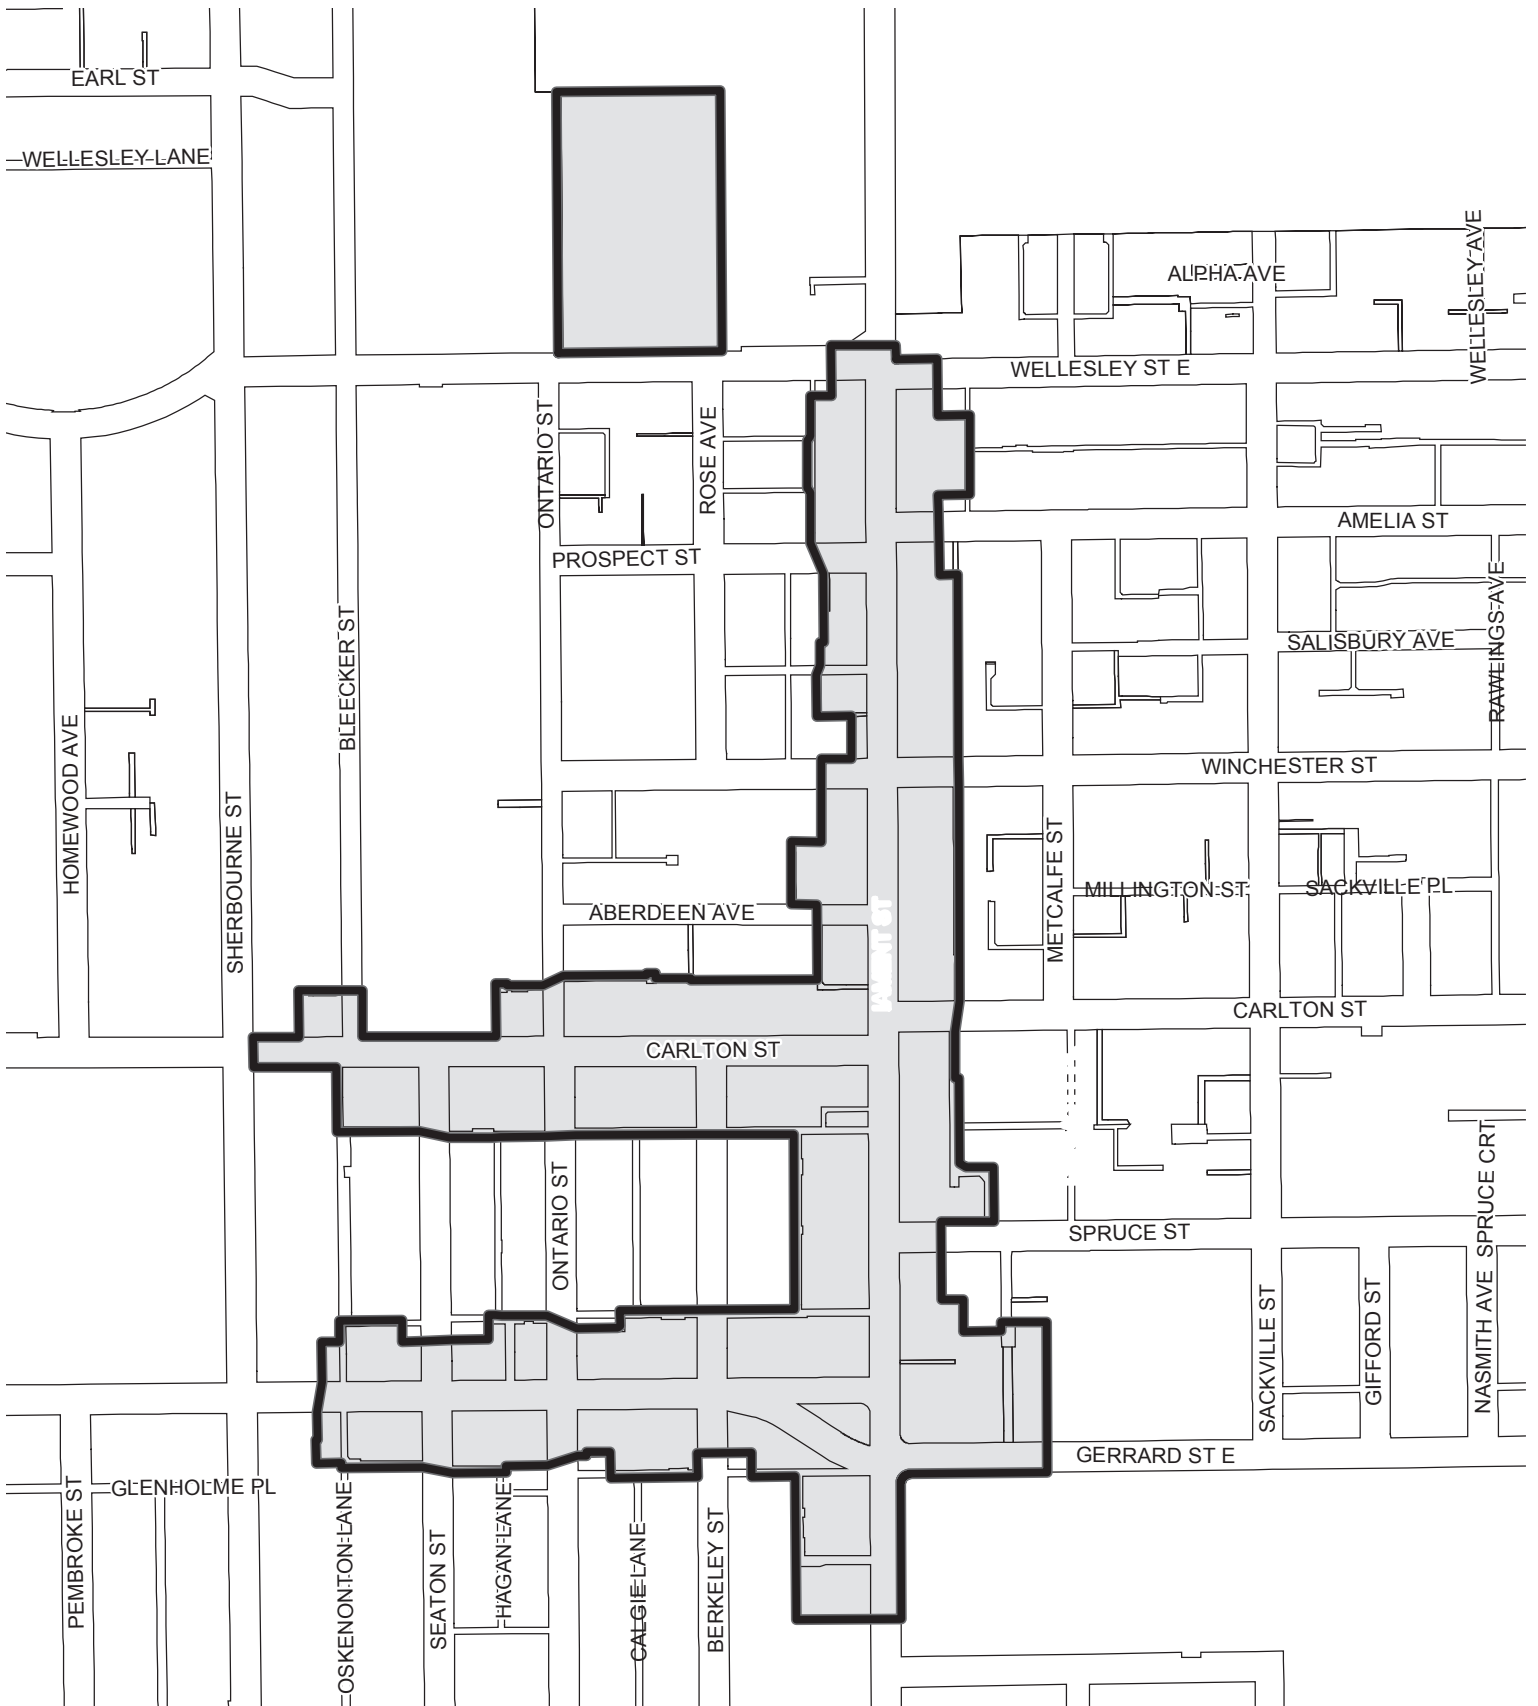 EARL ST
WELLESLEY LANE
WELLESLEY AVE
ALPHA AVE
WELLESLEY ST E
ONTARIO ST
ROSE AVE
AMELIA ST
PROSPECT ST
RAWLINGS AVE
SALISBURY AVE
BLEECKER ST
HOMEWOOD AVE
WINCHESTER ST
SHERBOURNE ST
METCALFE ST
MILLINGTON ST
SACKVILLE PL
ABERDEEN AVE
IAMENT ST
CARLTON ST
CARLTON ST
ONTARIO ST
SPRUCE CRT
SPRUCE ST
SACKVILLE ST
GIFFORD ST
NASMITH AVE
GERRARD ST E
GLENHOLME PL
PEMBROKE ST
OSKENONTON LANE
SEATON ST
HAGAN LANE
CALGIE LANE
BERKELEY ST